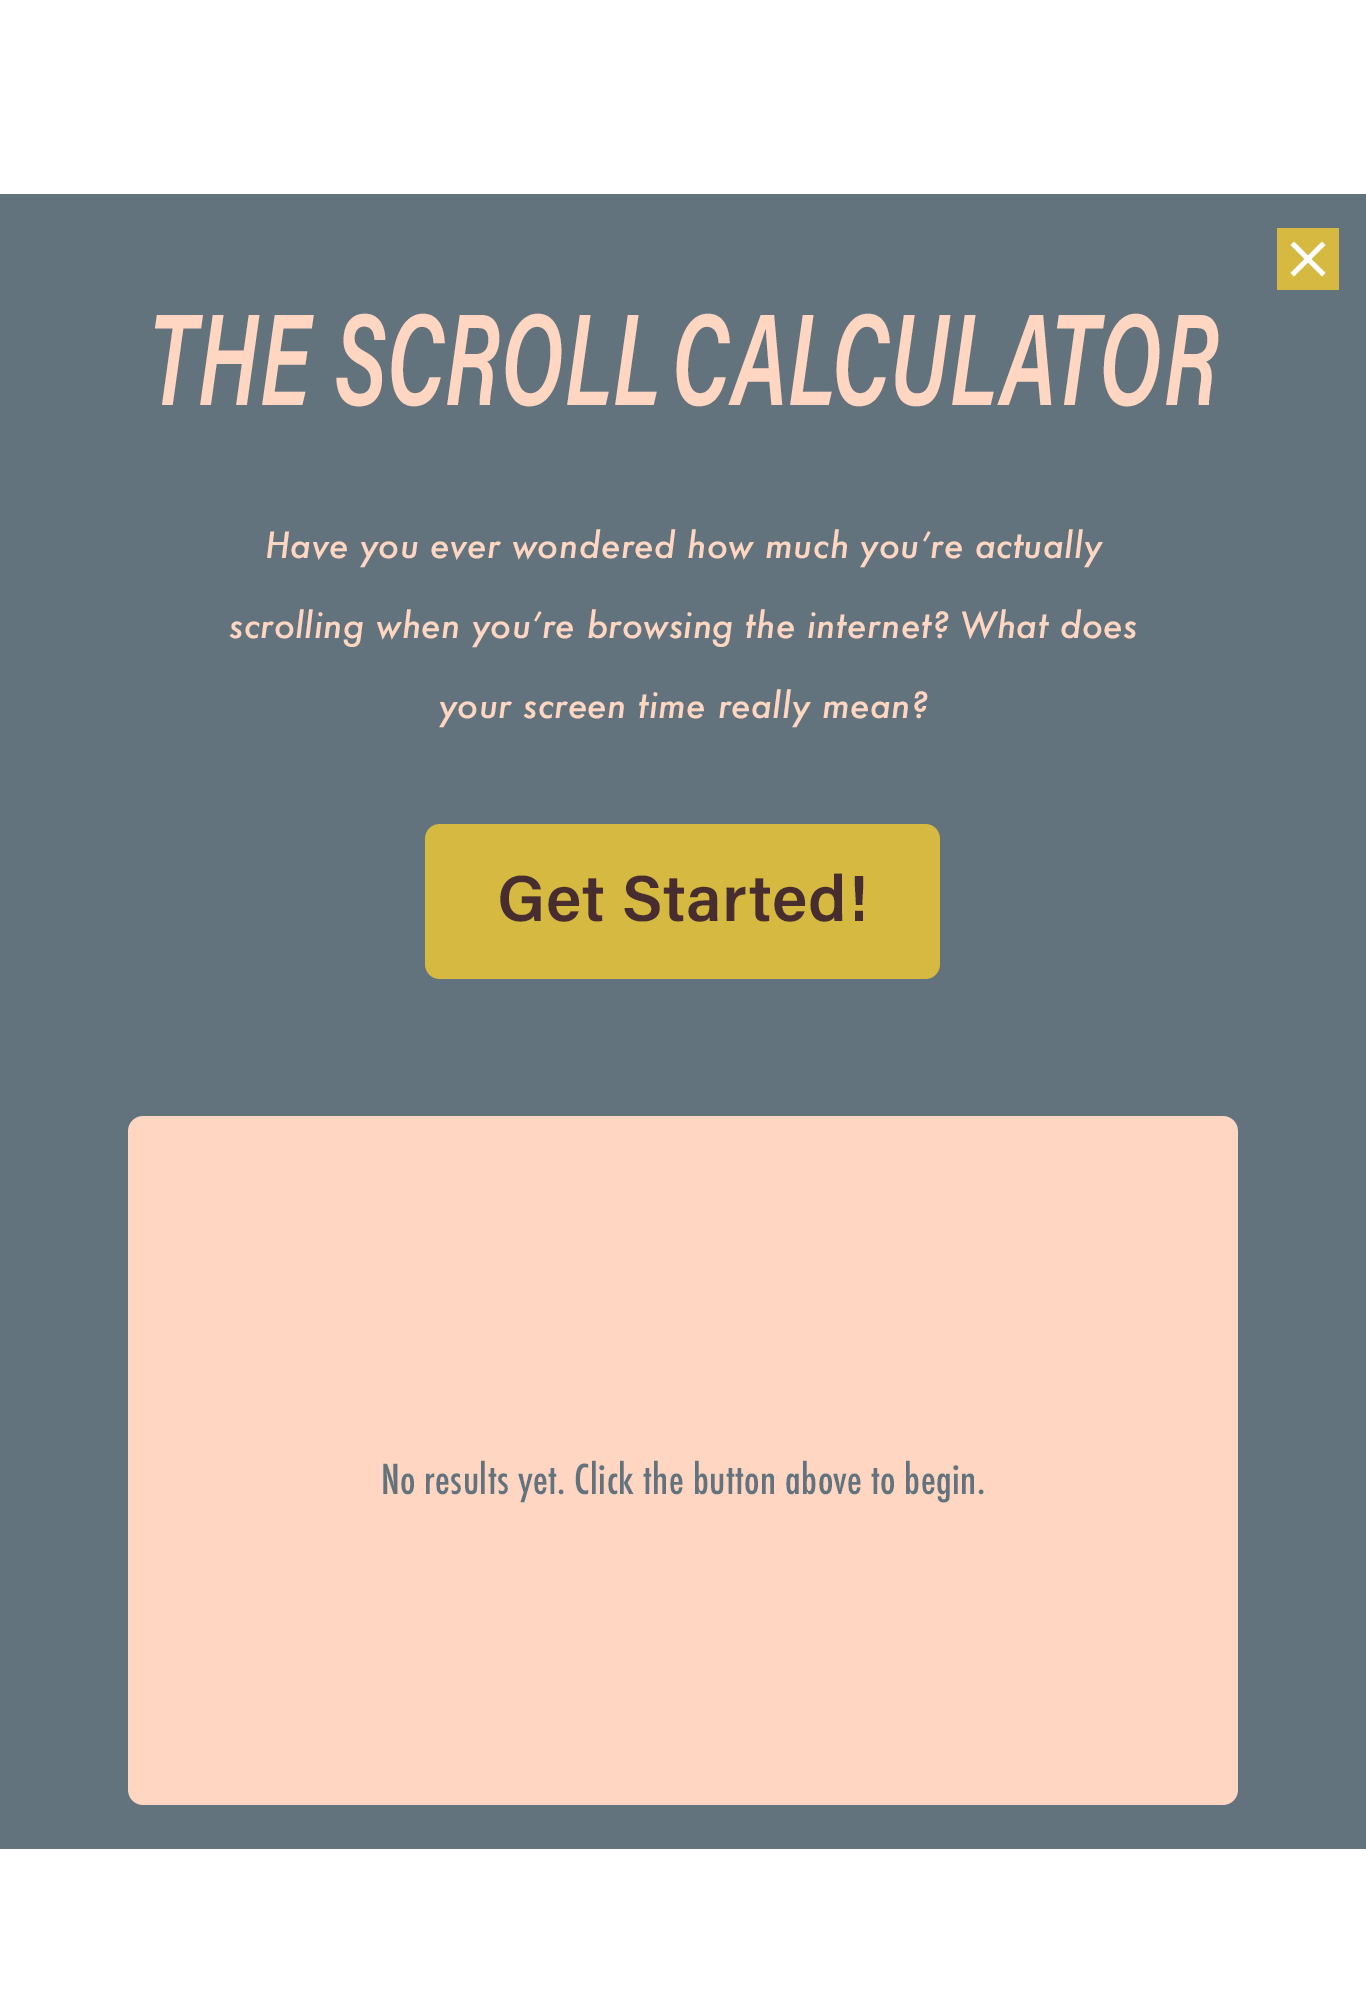 THE SCROLL CALCULATOR
Have you ever wondered how much you’re actually
scrolling when you’re browsing the internet? What does
your screen time really mean?
Get Started!
No results yet. Click the button above to begin.